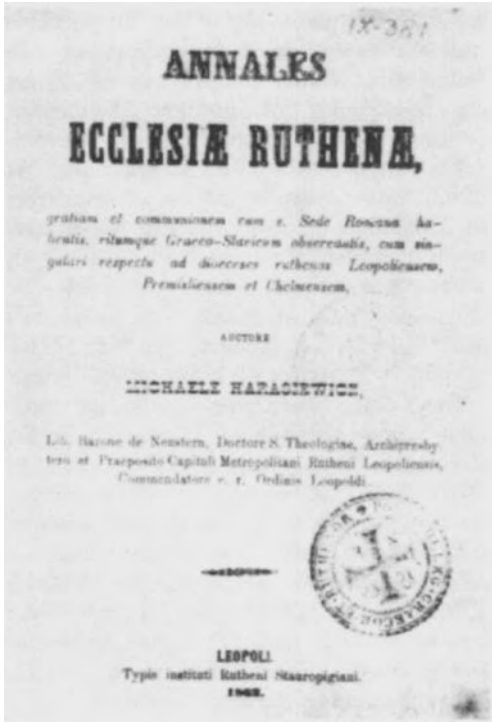 IX-361
ANNALES
ECCLESIÆ RUTHENÆ,
gratiam et communionem cum s. Sede Romana ha-
bentis, ritumque Graeco-Slavicum observantis, cum sin-
gulari respectu ad dioeceses ruthenas Leopoliensem,
Premisliensem et Chelmensem,
AUCTORE
MICHAELE HARASIEWICZ,
Lib. Barone de Neustern, Doctore S. Theologiae, Archipresby-
tero et Praeposito Capituli Metropolitani Rutheni Leopoliensis,
Commendatore c. r. Ordinis Leopoldi.
LEOPOLI.
Typis instituti Rutheni Stauropigiani.
1862.